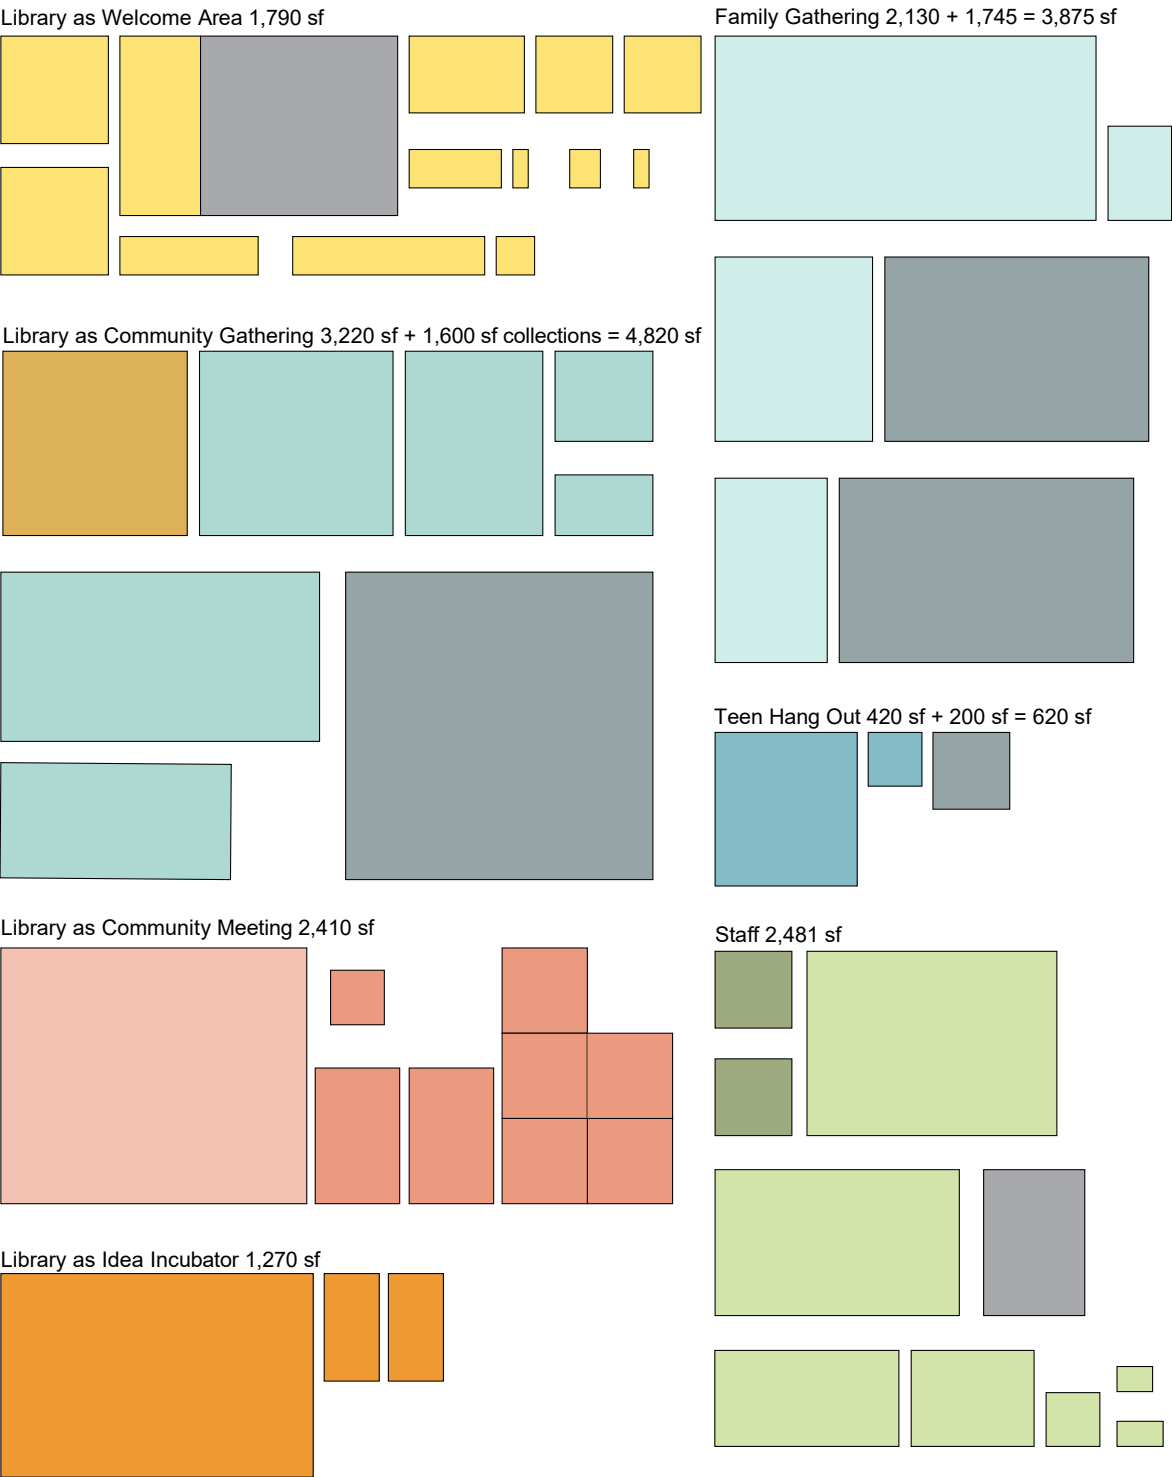 Library as Welcome Area 1,790 sf
Family Gathering 2,130 + 1,745 = 3,875 sf
Library as Community Gathering 3,220 sf + 1,600 sf collections = 4,820 sf
Teen Hang Out 420 sf + 200 sf = 620 sf
Library as Community Meeting 2,410 sf
Staff 2,481 sf
Library as Idea Incubator 1,270 sf